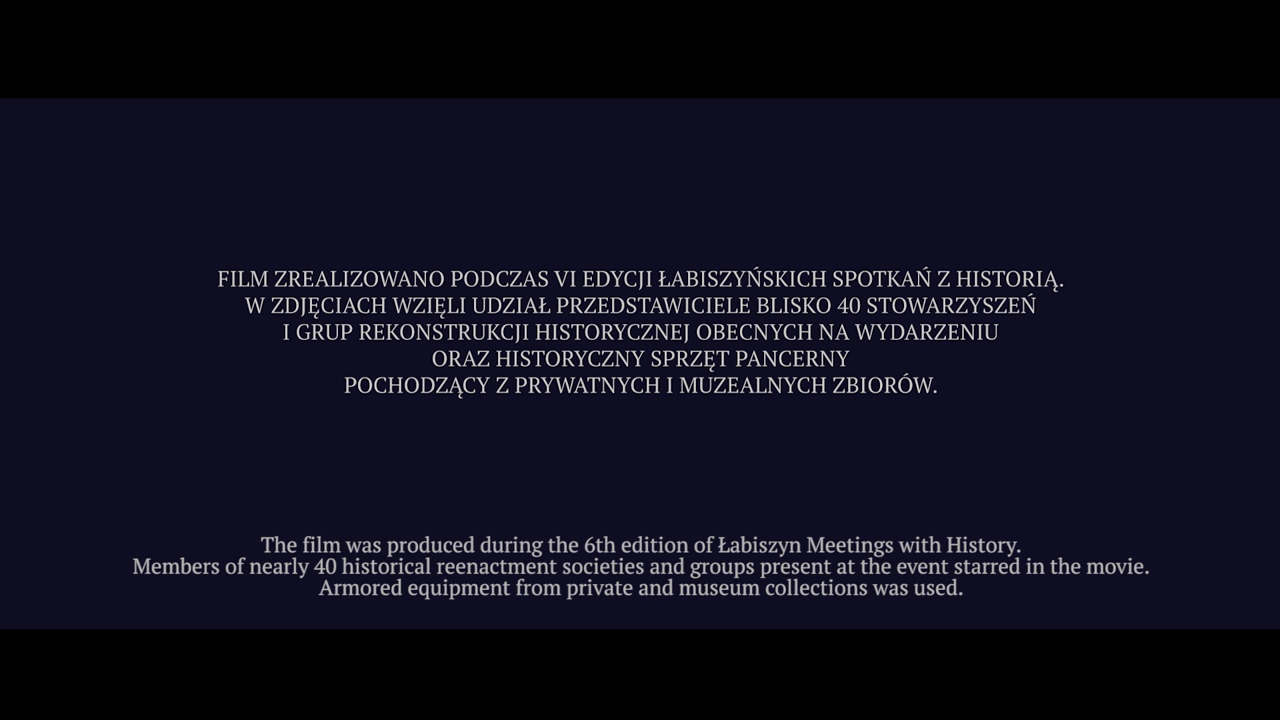 FILM ZREALIZOWANO PODCZAS VI EDYCJI ŁABISZYŃSKICH SPOTKAŃ Z HISTORIĄ.
W ZDJĘCIACH WZIĘLI UDZIAŁ PRZEDSTAWICIELE BLISKO 40 STOWARZYSZEŃ
I GRUP REKONSTRUKCJI HISTORYCZNEJ OBECNYCH NA WYDARZENIU
ORAZ HISTORYCZNY SPRZĘT PANCERNY
POCHODZĄCY Z PRYWATNYCH I MUZEALNYCH ZBIORÓW.
The film was produced during the 6th edition of Łabiszyn Meetings with History.
Members of nearly 40 historical reenactment societies and groups present at the event starred in the movie.
Armored equipment from private and museum collections was used.